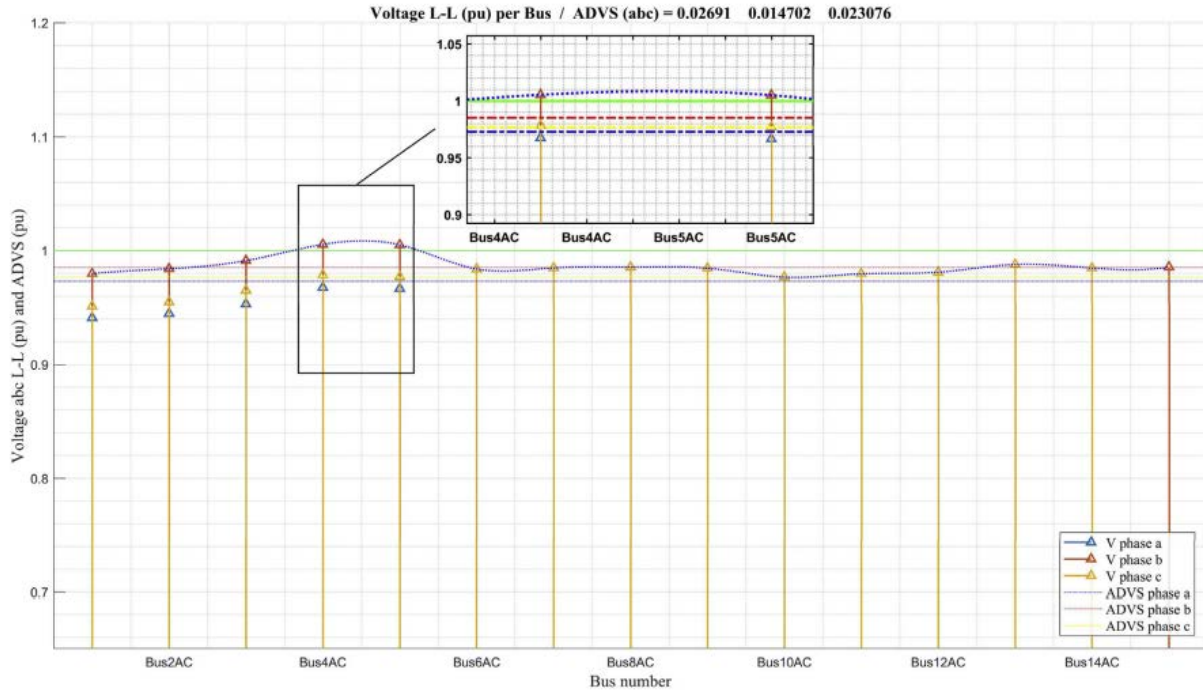 Voltage L-L (pu) per Bus / ADVS (abc) = 0.02691 0.014702 0.023076
1.2
1.1
1
0.9
0.8
0.7
Voltage abc L-L (pu) and ADVS (pu)
1.05
1
0.95
0.9
Bus4AC Bus4AC Bus5AC Bus5AC
V phase a
V phase b
V phase c
ADVS phase a
ADVS phase b
ADVS phase c
Bus2AC Bus4AC Bus6AC Bus8AC Bus10AC Bus12AC Bus14AC
Bus number